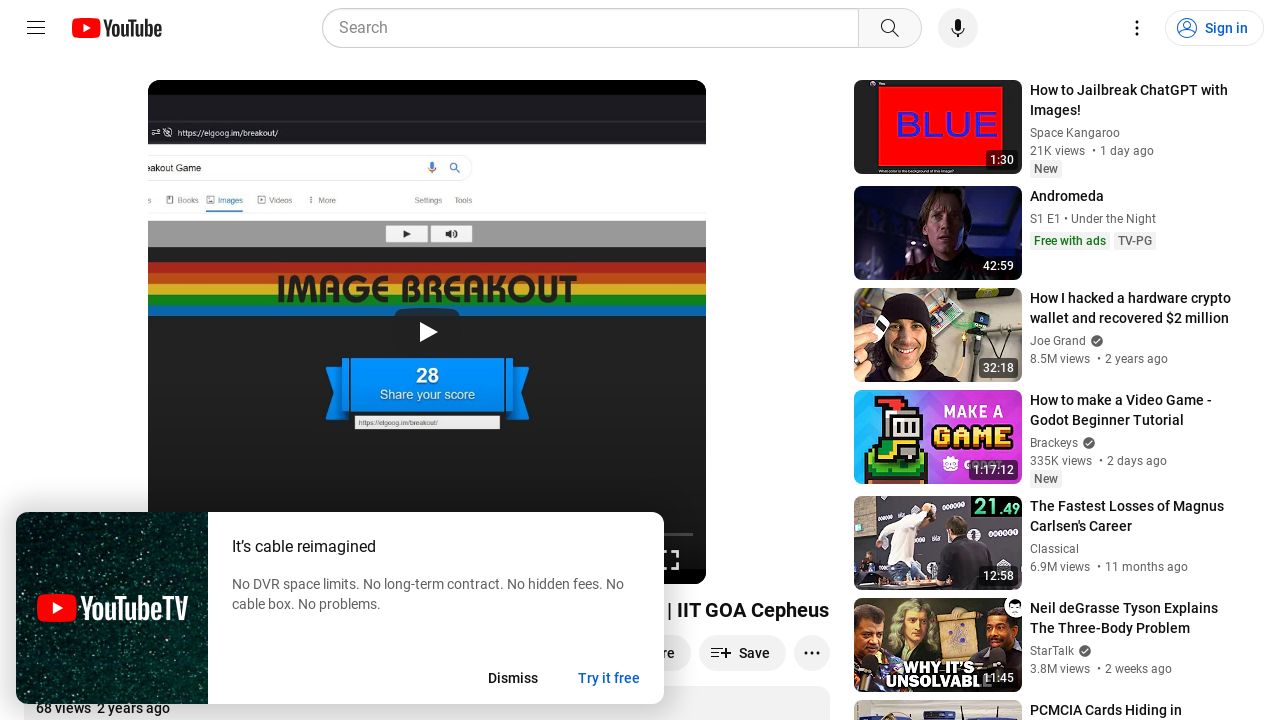 YouTube
Search
Sign in
https://elgoog.im/breakout/
eakout Game
s Books Images Videos More Settings Tools
IMAGE BREAKOUT
28
Share your score
https://elgoog.im/breakout/
YouTubeTV
It’s cable reimagined
No DVR space limits. No long-term contract. No hidden fees. No
cable box. No problems.
Dismiss
Try it free
| IIT GOA Cepheus
re
Save
68 views 2 years ago
BLUE
1:30
How to Jailbreak ChatGPT with
Images!
Space Kangaroo
21K views • 1 day ago
New
42:59
Andromeda
S1 E1 • Under the Night
Free with ads
TV-PG
32:18
How I hacked a hardware crypto
wallet and recovered $2 million
Joe Grand
8.5M views • 2 years ago
MAKE A
GAME
1:17:12
How to make a Video Game -
Godot Beginner Tutorial
Brackeys
335K views • 2 days ago
New
21.49
12:58
The Fastest Losses of Magnus
Carlsen's Career
Classical
6.9M views • 11 months ago
WHY IT'S
UNSOLVABLE
11:45
Neil deGrasse Tyson Explains
The Three-Body Problem
StarTalk
3.8M views • 2 weeks ago
PCMCIA Cards Hiding in